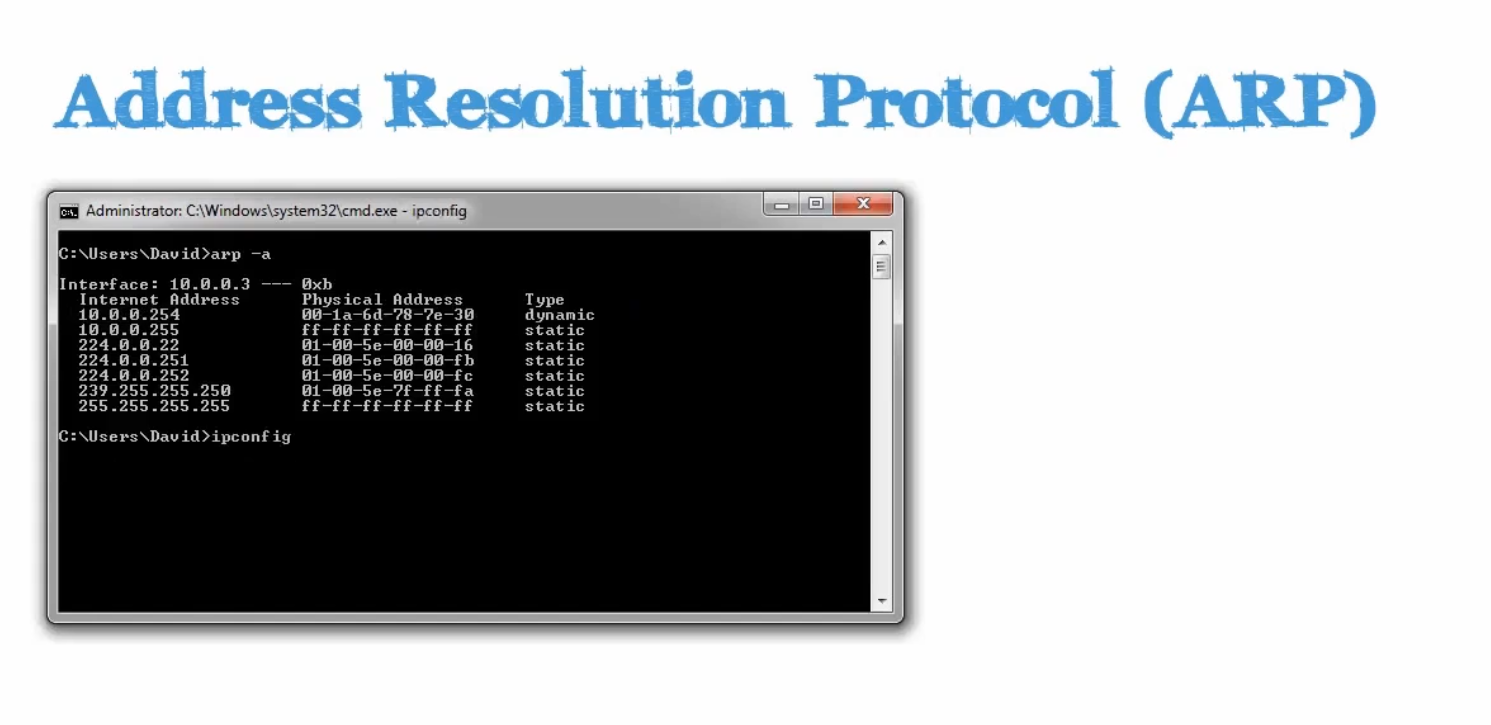 Address Resolution Protocol (ARP)
Administrator: C:\Windows\system32\cmd.exe - ipconfig
C:\Users\David>arp -a
Interface: 10.0.0.3 --- 0xb
Internet Address Physical Address Type
10.0.0.254 00-1a-6d-78-7e-30 dynamic
10.0.0.255 ff-ff-ff-ff-ff-ff static
224.0.0.22 01-00-5e-00-00-16 static
224.0.0.251 01-00-5e-00-00-fb static
224.0.0.252 01-00-5e-00-00-fc static
239.255.255.250 01-00-5e-7f-ff-fa static
255.255.255.255 ff-ff-ff-ff-ff-ff static
C:\Users\David>ipconfig